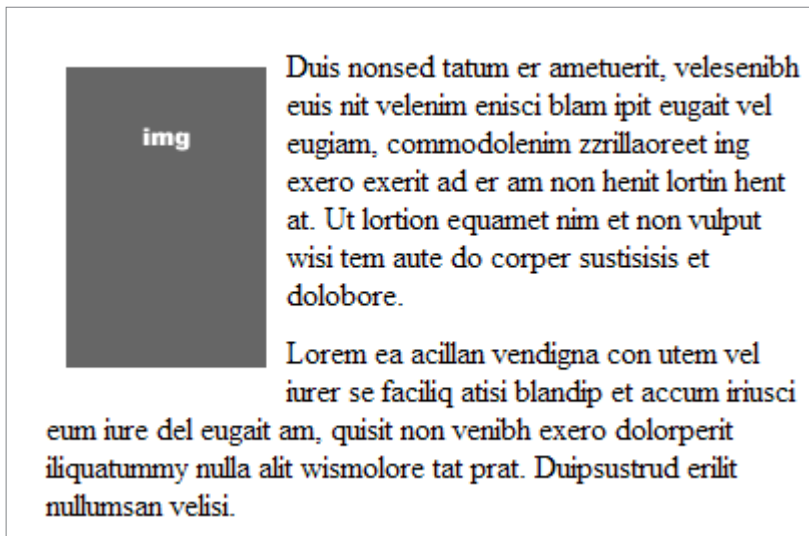 img
Duis nonsed tatum er ametuerit, velesenibh
euis nit velenim enisci blam ipit eugait vel
eugiam, commodolenim zzrillaoreet ing
exero exerit ad er am non henit lortin hent
at. Ut lortion equamet nim et non vulput
wisi tem aute do corper sustisisis et
dolobore.
Lorem ea acillan vendigna con utem vel
iurer se faciliq atisi blandip et accum iriusci
eum iure del eugait am, quisit non venibh exero dolorperit
iliquatummy nulla alit wismolore tat prat. Duipsustrud erilit
nullumsan velisi.